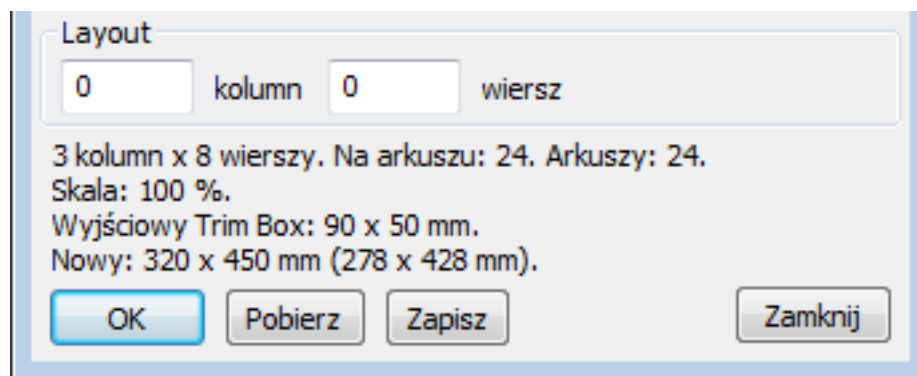 Layout
0 kolumn 0 wiersz
3 kolumn x 8 wierszy. Na arkuszu: 24. Arkuszy: 24.
Skala: 100 %.
Wyjściowy Trim Box: 90 x 50 mm.
Nowy: 320 x 450 mm (278 x 428 mm).
OK Pobierz Zapisz Zamknij